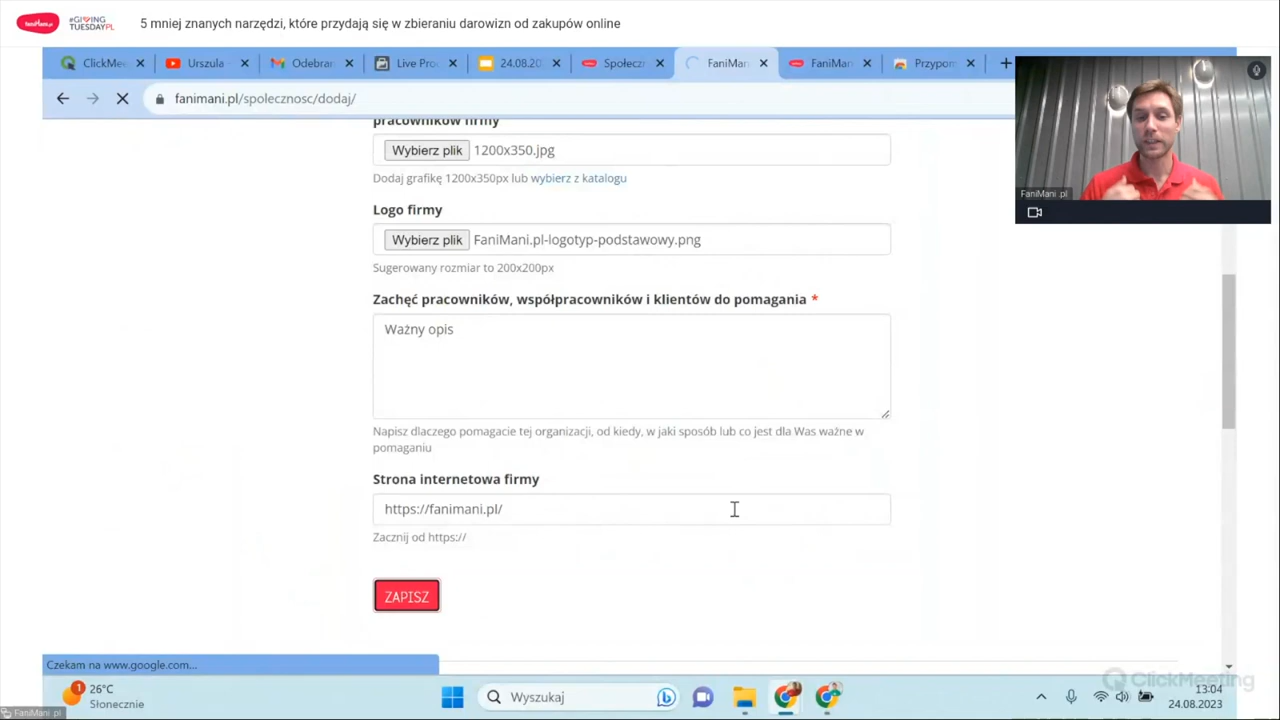 FaniMani.pl
#GIVING
TUESDAYPL
5 mniej znanych narzędzi, które przydają się w zbieraniu darowizn od zakupów online
ClickMee
Urszula
Odebran
Live Pro
24.08.20
Społecz
FaniMan
FaniMan
Przypom
fanimani.pl/spolecznosc/dodaj/
pracowników firmy
Wybierz plik 1200x350.jpg
Dodaj grafikę 1200x350px lub wybierz z katalogu
Logo firmy
Wybierz plik FaniMani.pl-logotyp-podstawowy.png
Sugerowany rozmiar to 200x200px
Zachęć pracowników, współpracowników i klientów do pomagania *
Ważny opis
Napisz dlaczego pomagacie tej organizacji, od kiedy, w jaki sposób lub co jest dla Was ważne w
pomaganiu
Strona internetowa firmy
https://fanimani.pl/
Zacznij od https://
ZAPISZ
FaniMani .pl
Czekam na www.google.com...
ClickMeeting
1
26°C
Słonecznie
Wyszukaj
13:04
24.08.2023
FaniMani .pl